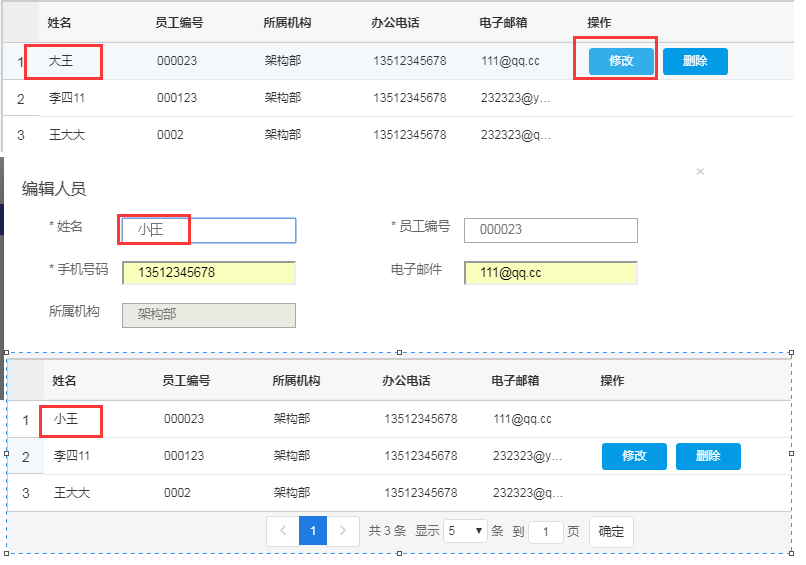 姓名 员工编号 所属机构 办公电话 电子邮箱 操作
1 大王 000023 架构部 13512345678 111@qq.cc 修改 删除
2 李四11 000123 架构部 13512345678 232323@y...
3 王大大 0002 架构部 13512345678 232323@q...
×
编辑人员
* 姓名 小王 * 员工编号 000023
* 手机号码 13512345678 电子邮件 111@qq.cc
所属机构 架构部
姓名 员工编号 所属机构 办公电话 电子邮箱 操作
1 小王 000023 架构部 13512345678 111@qq.cc
2 李四11 000123 架构部 13512345678 232323@y... 修改 删除
3 王大大 0002 架构部 13512345678 232323@q...
< 1 > 共 3 条 显示 5 ▼ 条 到 1 页 确定